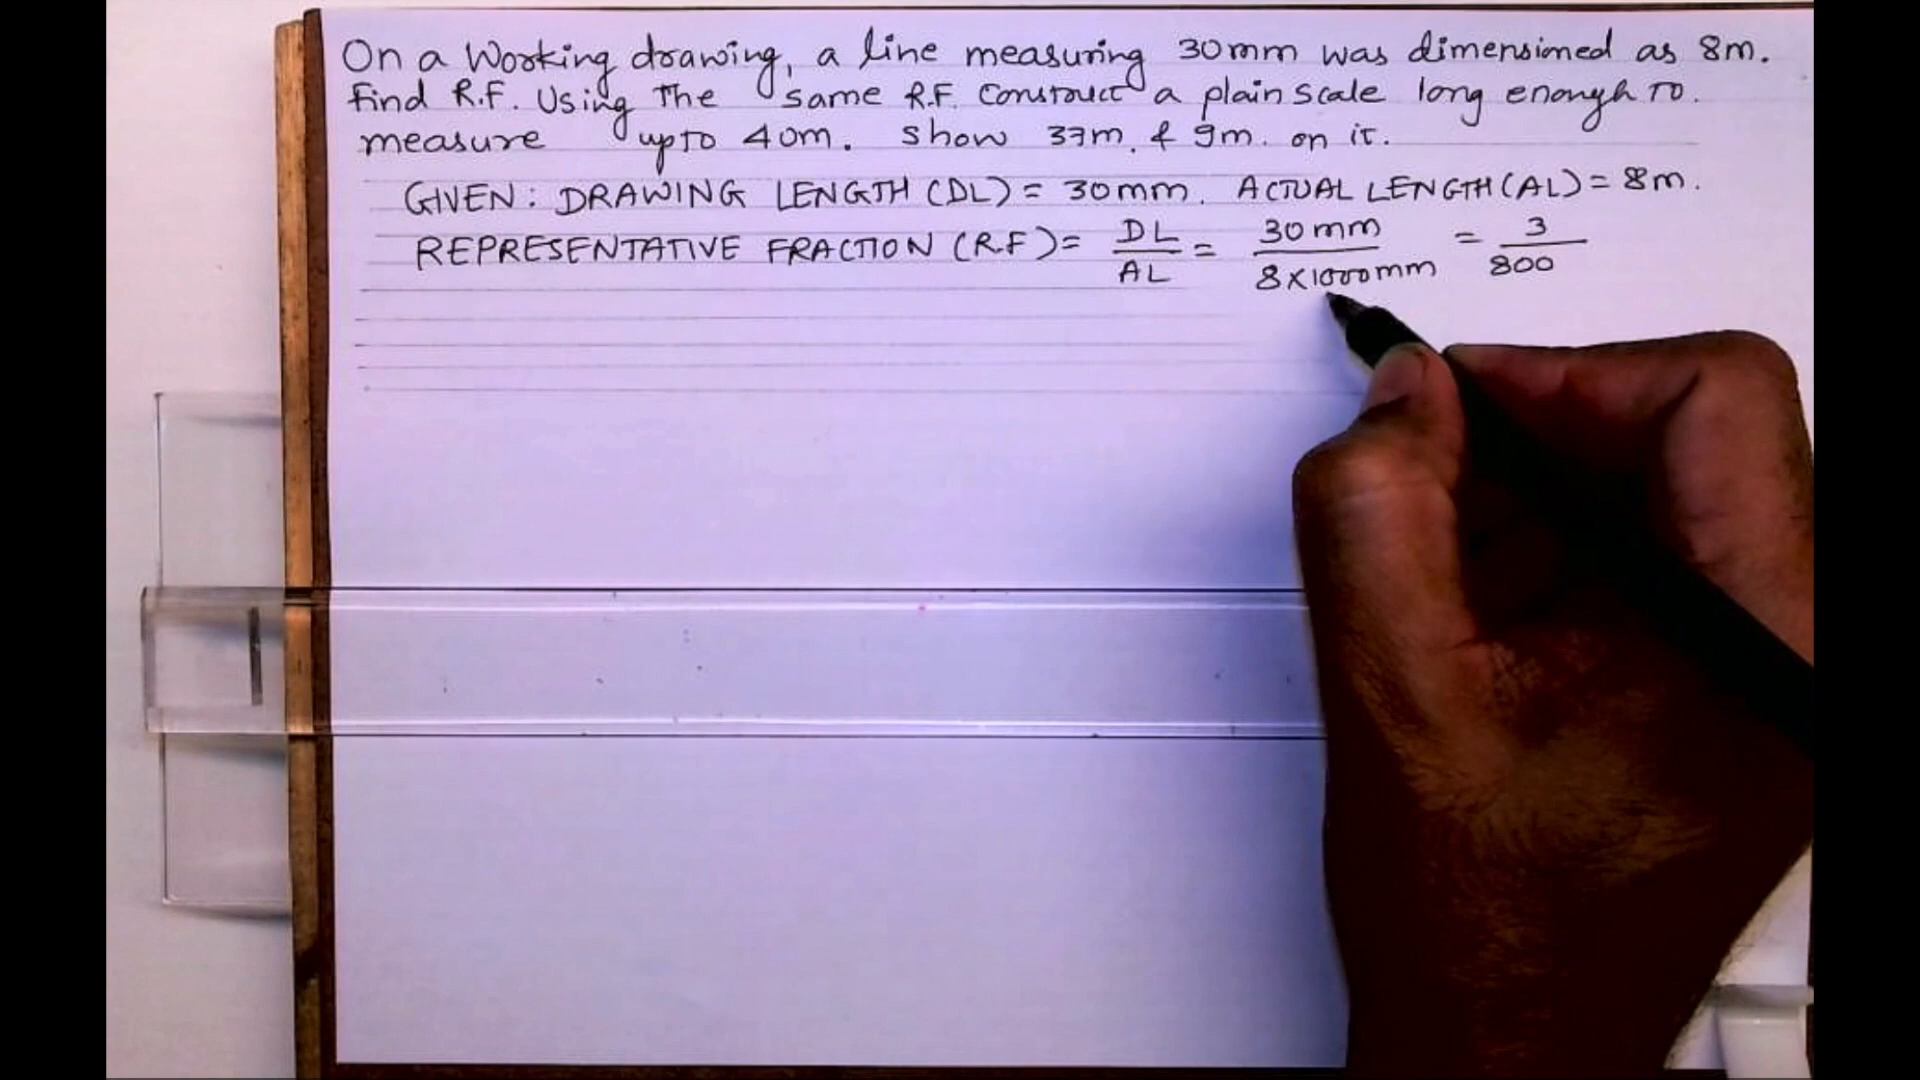 On a Working drawing, a line measuring 30mm was dimensioned as 8m.
find R.F. Using The same R.F. Construct a plain scale long enough to.
measure upto 40m. Show 37m. & 9m. on it.
GIVEN: DRAWING LENGTH (DL) = 30mm. ACTUAL LENGTH (AL) = 8m.
REPRESENTATIVE FRACTION (R.F) = DL/AL = 30mm/8×1000mm = 3/800